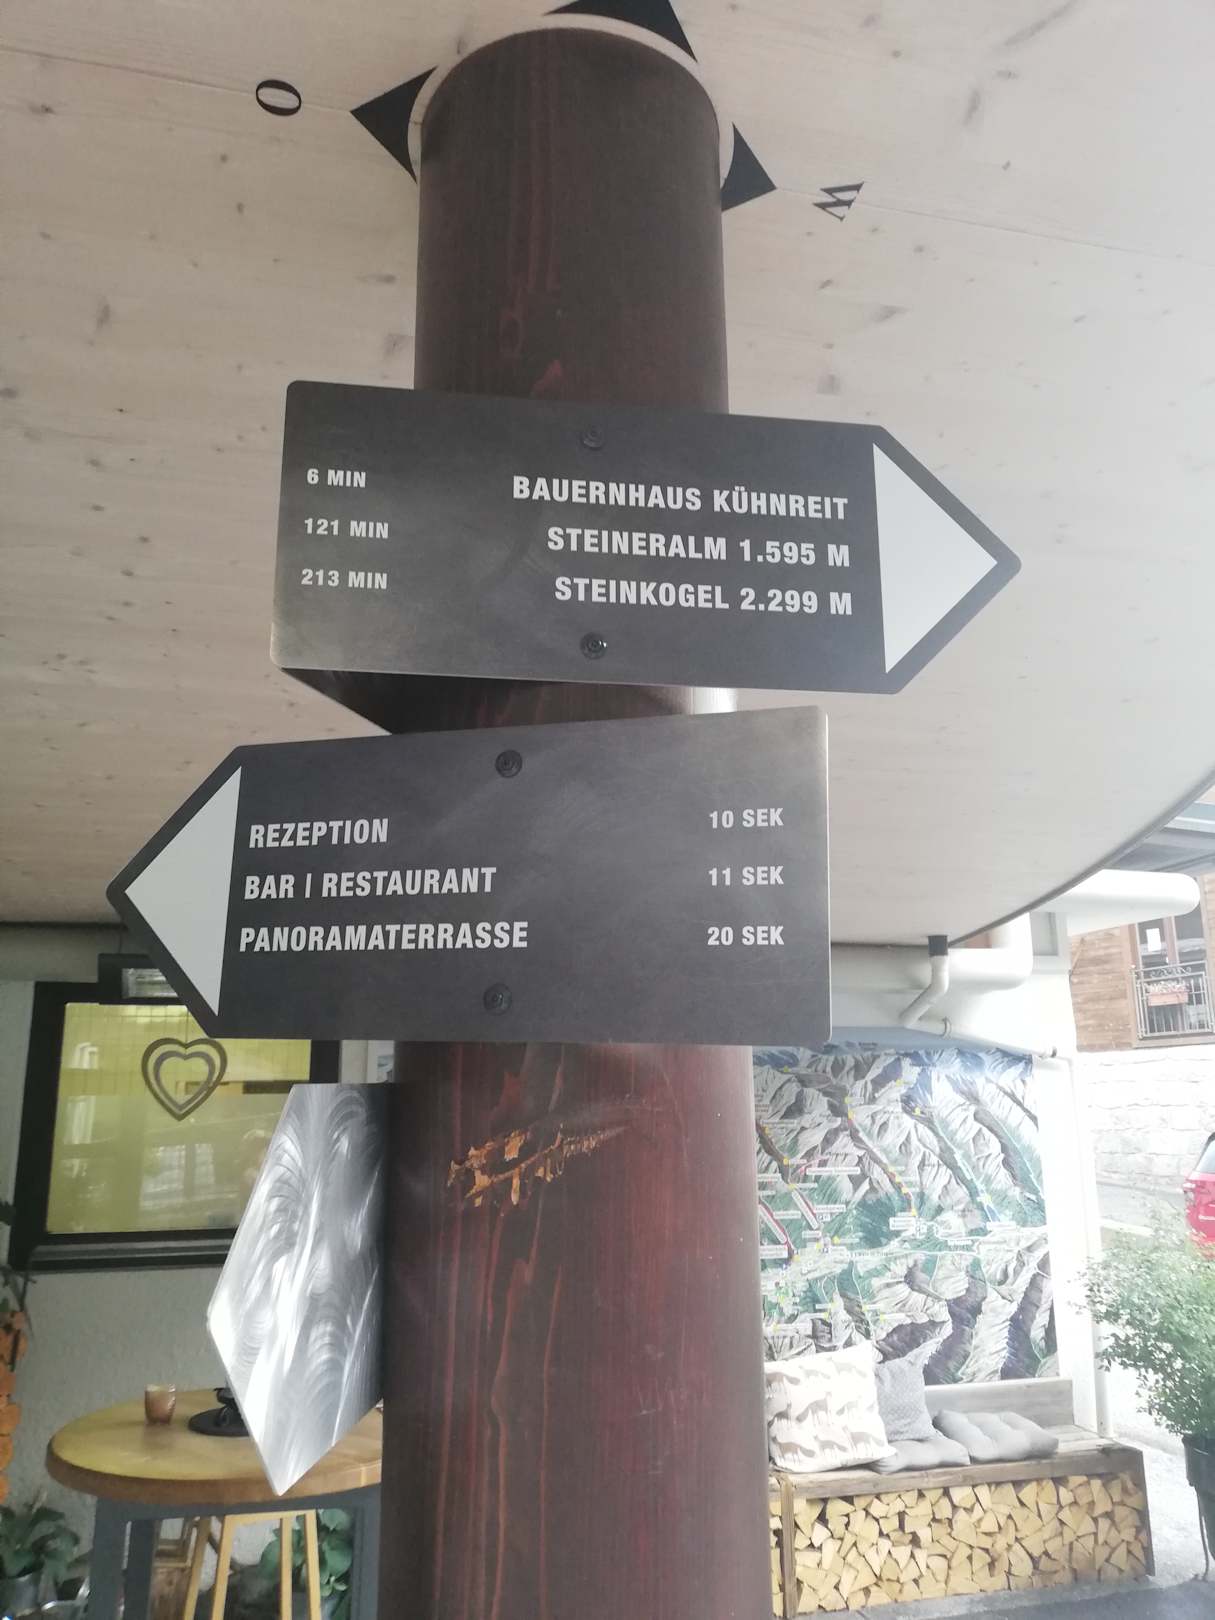 O
W
6 MIN BAUERNHAUS KÜHNREIT
121 MIN STEINERALM 1.595 M
213 MIN STEINKOGEL 2.299 M
REZEPTION 10 SEK
BAR | RESTAURANT 11 SEK
PANORAMATERRASSE 20 SEK